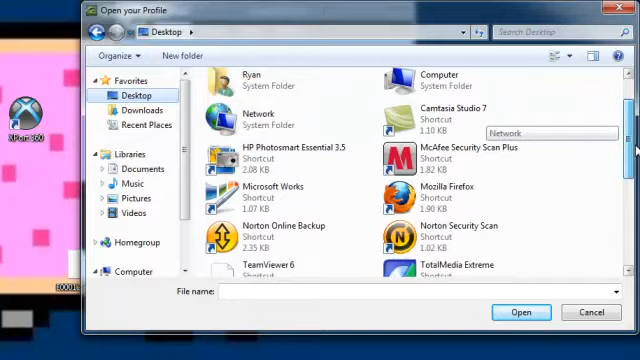 Open your Profile
Desktop
Search Desktop
Organize
New folder
Favorites
Desktop
Downloads
Recent Places
Libraries
Documents
Music
Pictures
Videos
Homegroup
Computer
Ryan
System Folder
Computer
System Folder
Network
System Folder
Camtasia Studio 7
Shortcut
1.10 KB
Network
HP Photosmart Essential 3.5
Shortcut
2.08 KB
McAfee Security Scan Plus
Shortcut
1.82 KB
Microsoft Works
Shortcut
1.07 KB
Mozilla Firefox
Shortcut
1.90 KB
Norton Online Backup
Shortcut
2.35 KB
Norton Security Scan
Shortcut
1.02 KB
TeamViewer 6
Shortcut
TotalMedia Extreme
Shortcut
File name:
Open
Cancel
XPort 360